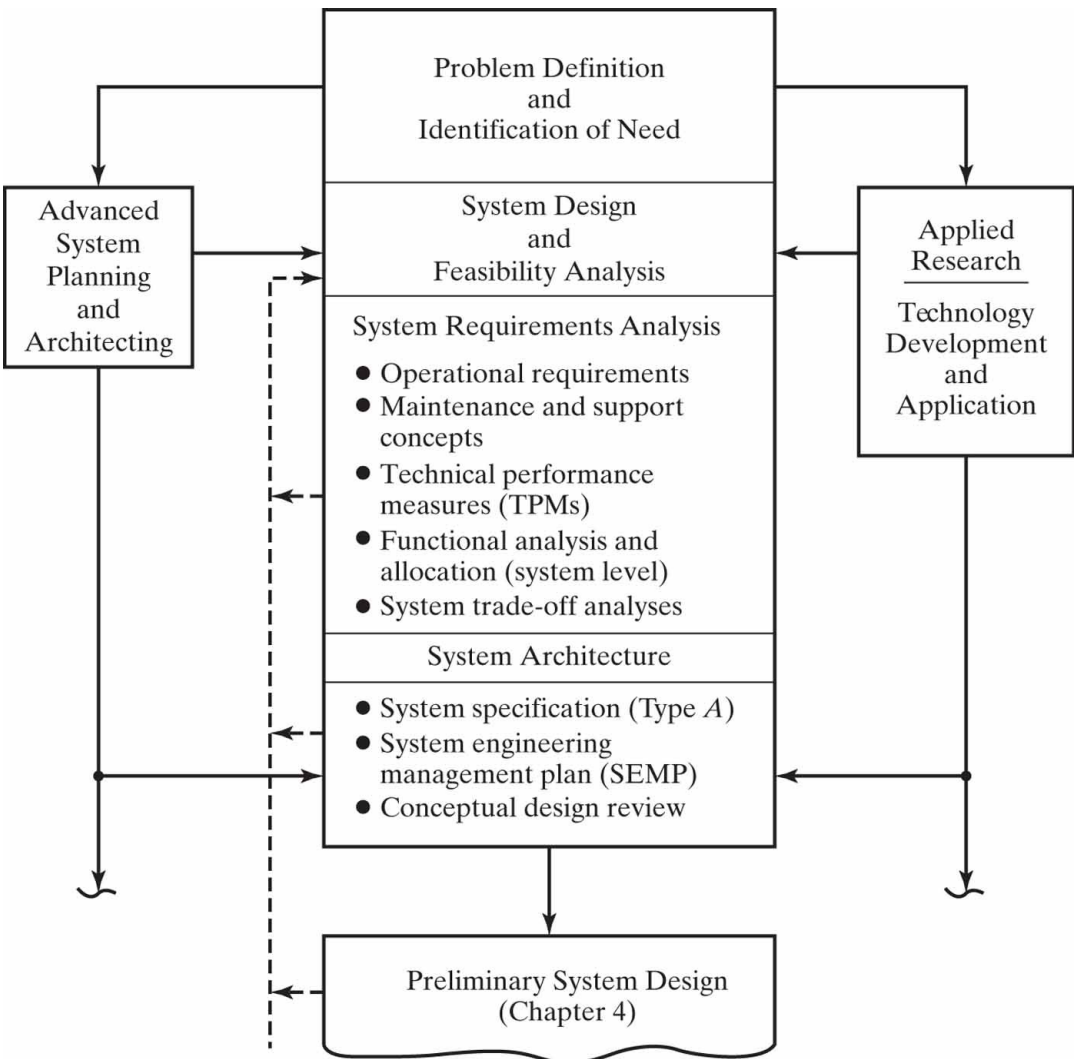 Problem Definition
and
Identification of Need
Advanced
System
Planning
and
Architecting
System Design
and
Feasibility Analysis
Applied
Research
Technology
Development
and
Application
System Requirements Analysis
● Operational requirements
● Maintenance and support
concepts
● Technical performance
measures (TPMs)
● Functional analysis and
allocation (system level)
● System trade-off analyses
System Architecture
● System specification (Type A)
● System engineering
management plan (SEMP)
● Conceptual design review
Preliminary System Design
(Chapter 4)